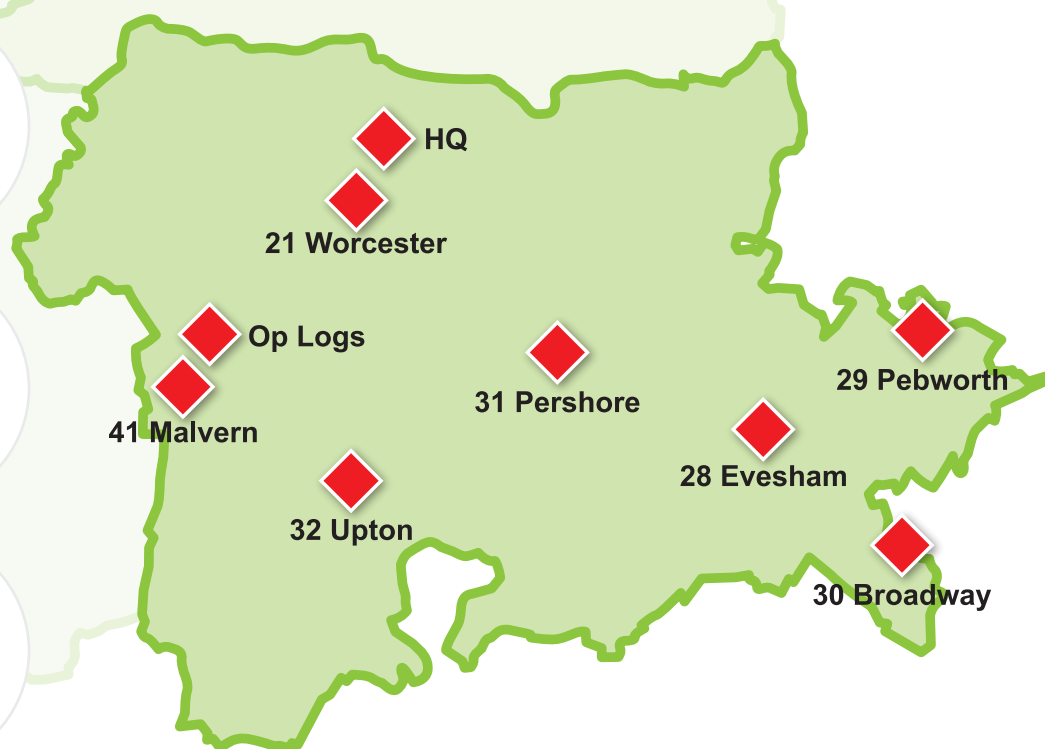 HQ
21 Worcester
Op Logs
29 Pebworth
31 Pershore
41 Malvern
28 Evesham
32 Upton
30 Broadway